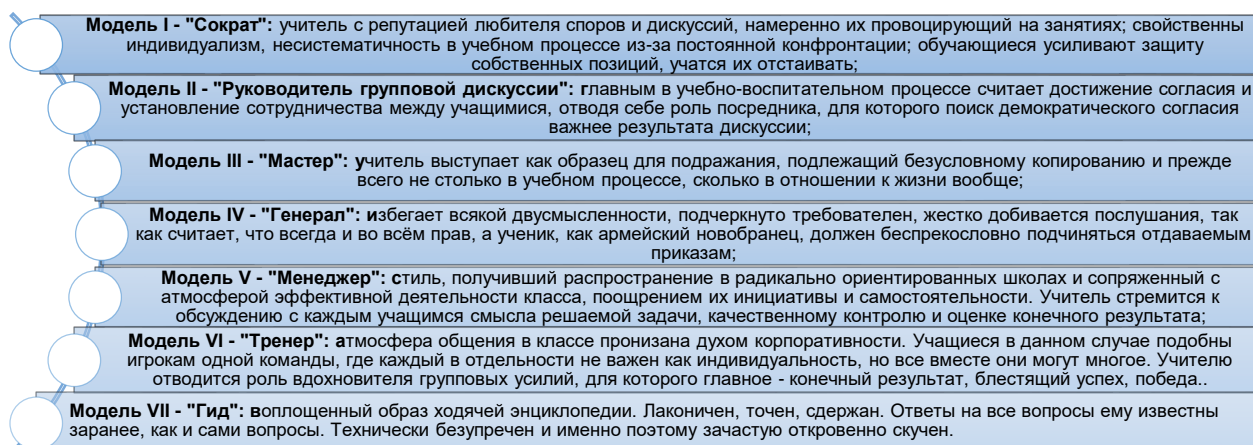 Модель I - "Сократ": учитель с репутацией любителя споров и дискуссий, намеренно их провоцирующий на занятиях; свойственны
индивидуализм, несистематичность в учебном процессе из-за постоянной конфронтации; обучающиеся усиливают защиту
собственных позиций, учатся их отстаивать;
Модель II - "Руководитель групповой дискуссии": главным в учебно-воспитательном процессе считает достижение согласия и
установление сотрудничества между учащимися, отводя себе роль посредника, для которого поиск демократического согласия
важнее результата дискуссии;
Модель III - "Мастер": учитель выступает как образец для подражания, подлежащий безусловному копированию и прежде
всего не столько в учебном процессе, сколько в отношении к жизни вообще;
Модель IV - "Генерал": избегает всякой двусмысленности, подчеркнуто требователен, жестко добивается послушания, так
как считает, что всегда и во всём прав, а ученик, как армейский новобранец, должен беспрекословно подчиняться отдаваемым
приказам;
Модель V - "Менеджер": стиль, получивший распространение в радикально ориентированных школах и сопряженный с
атмосферой эффективной деятельности класса, поощрением их инициативы и самостоятельности. Учитель стремится к
обсуждению с каждым учащимся смысла решаемой задачи, качественному контролю и оценке конечного результата;
Модель VI - "Тренер": атмосфера общения в классе пронизана духом корпоративности. Учащиеся в данном случае подобны
игрокам одной команды, где каждый в отдельности не важен как индивидуальность, но все вместе они могут многое. Учителю
отводится роль вдохновителя групповых усилий, для которого главное - конечный результат, блестящий успех, победа..
Модель VII - "Гид": воплощенный образ ходячей энциклопедии. Лаконичен, точен, сдержан. Ответы на все вопросы ему известны
заранее, как и сами вопросы. Технически безупречен и именно поэтому зачастую откровенно скучен.